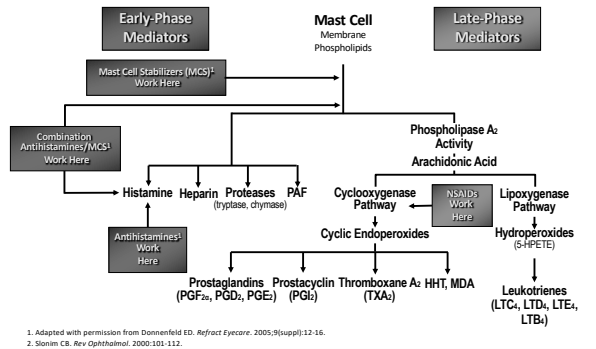 Early-Phase
Mediators
Mast Cell
Membrane
Phospholipids
Late-Phase
Mediators
Mast Cell Stabilizers (MCS)¹
Work Here
Combination
Antihistamines/MCS¹
Work Here
Phospholipase A₂
Activity
Arachidonic Acid
Histamine
Heparin
Proteases
(tryptase, chymase)
PAF
Cyclooxygenase
Pathway
NSAIDs
Work
Here
Lipoxygenase
Pathway
Antihistamines¹
Work
Here
Cyclic Endoperoxides
Hydroperoxides
(5-HPETE)
Prostaglandins
(PGF₂α, PGD₂, PGE₂)
Prostacyclin
(PGI₂)
Thromboxane A₂
(TXA₂)
HHT, MDA
Leukotrienes
(LTC₄, LTD₄, LTE₄,
LTB₄)
1. Adapted with permission from Donnenfeld ED. Refract Eyecare. 2005;9(suppl):12-16.
2. Slonim CB. Rev Ophthalmol. 2000:101-112.